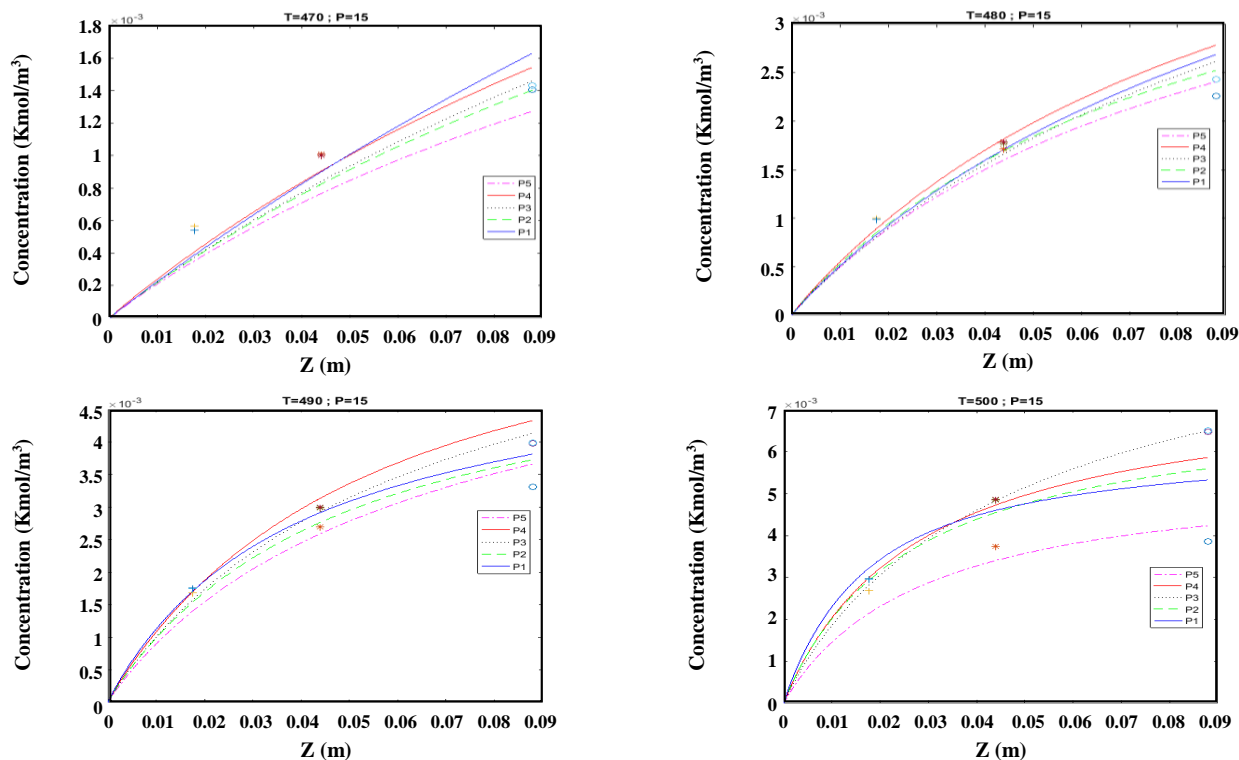 T=470 ; P=15
×10⁻³
Concentration (Kmol/m³)
1.8
1.6
1.4
1.2
1
0.8
0.6
0.4
0.2
0
P5
P4
P3
P2
P1
0 0.01 0.02 0.03 0.04 0.05 0.06 0.07 0.08 0.09
Z (m)
T=480 ; P=15
×10⁻³
Concentration (Kmol/m³)
3
2.5
2
1.5
1
0.5
0
P5
P4
P3
P2
P1
0 0.01 0.02 0.03 0.04 0.05 0.06 0.07 0.08 0.09
Z (m)
T=490 ; P=15
×10⁻³
Concentration (Kmol/m³)
4.5
4
3.5
3
2.5
2
1.5
1
0.5
0
P5
P4
P3
P2
P1
0 0.01 0.02 0.03 0.04 0.05 0.06 0.07 0.08 0.09
Z (m)
T=500 ; P=15
×10⁻³
Concentration (Kmol/m³)
7
6
5
4
3
2
1
0
P5
P4
P3
P2
P1
0 0.01 0.02 0.03 0.04 0.05 0.06 0.07 0.08 0.09
Z (m)